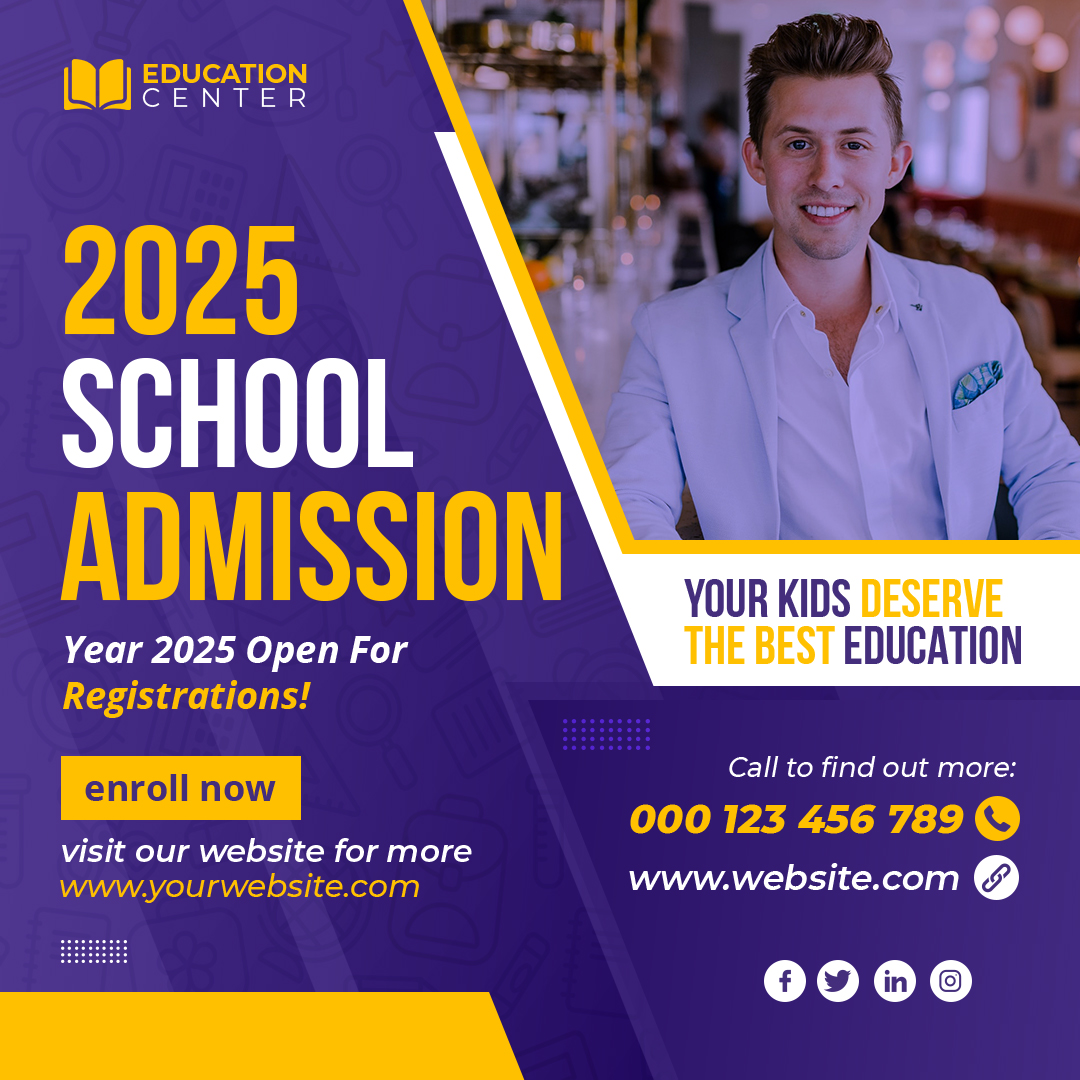 EDUCATION
CENTER
2025
SCHOOL
ADMISSION
Year 2025 Open For
Registrations!
enroll now
visit our website for more
www.yourwebsite.com
YOUR KIDS DESERVE
THE BEST EDUCATION
Call to find out more:
000 123 456 789
www.website.com